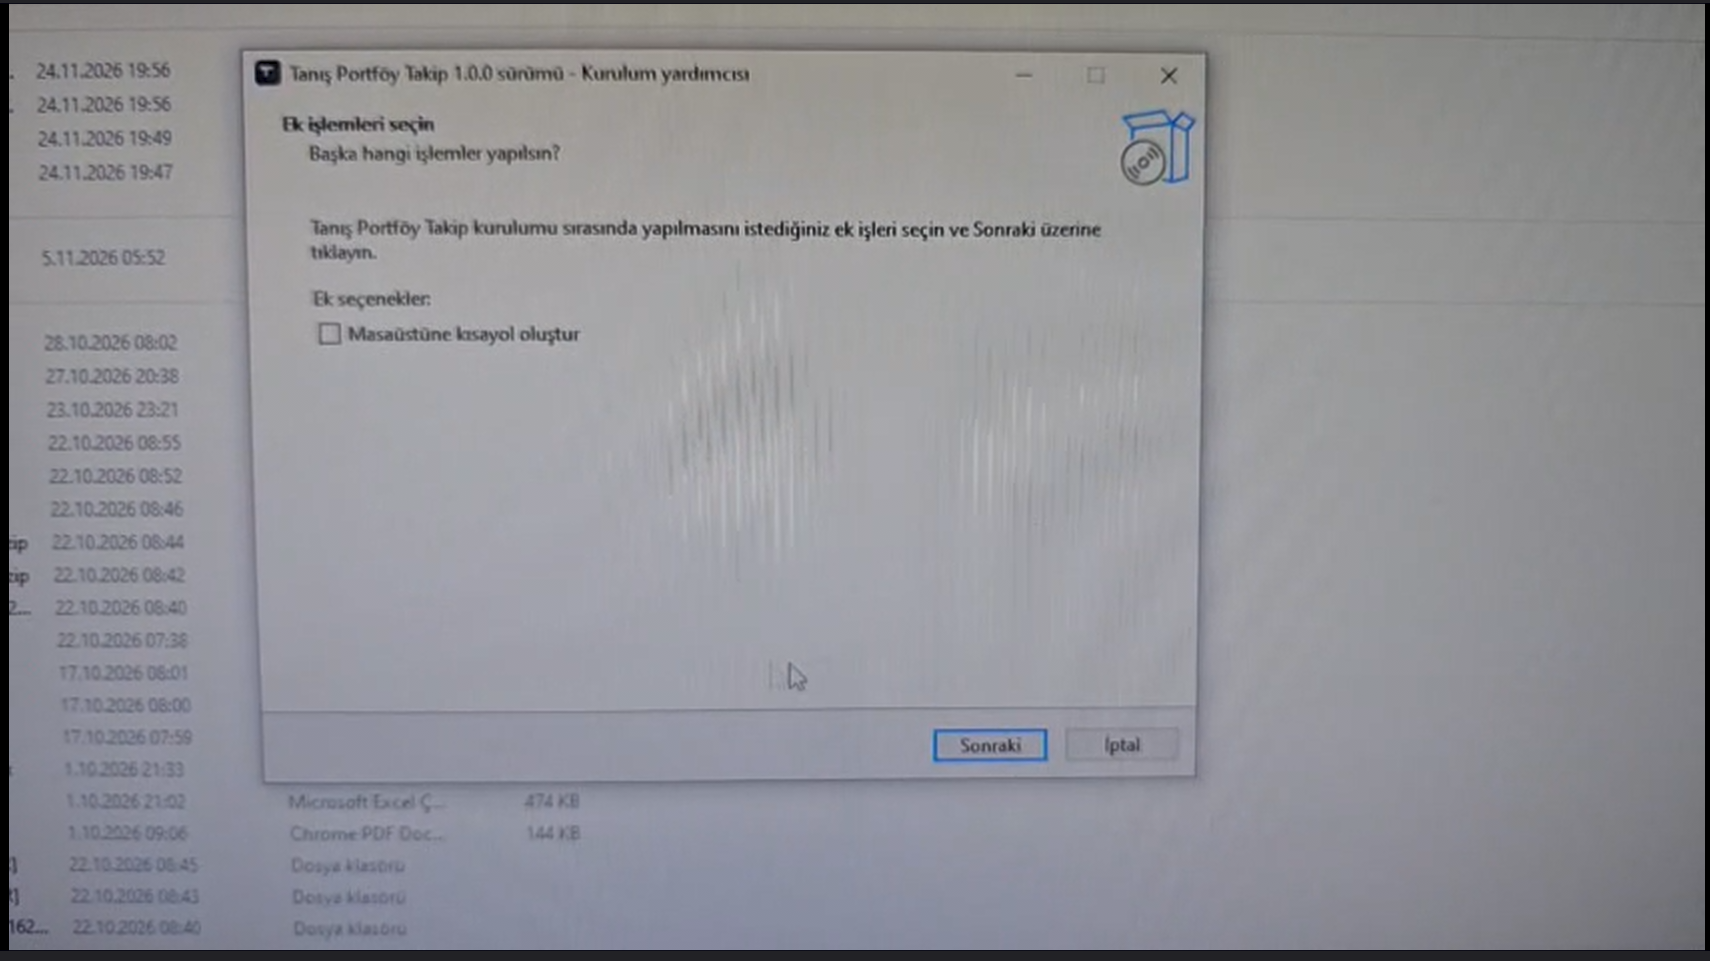 24.11.2026 19:56
24.11.2026 19:56
24.11.2026 19:49
24.11.2026 19:47
5.11.2026 05:52
28.10.2026 08:02
27.10.2026 20:38
23.10.2026 23:21
22.10.2026 08:55
22.10.2026 08:52
22.10.2026 08:46
zip 22.10.2026 08:44
zip 22.10.2026 08:42
2... 22.10.2026 08:40
22.10.2026 07:38
17.10.2026 08:01
17.10.2026 08:00
17.10.2026 07:59
1.10.2026 21:33
1.10.2026 21:02 Microsoft Excel Ç... 474 KB
1.10.2026 09:06 Chrome PDF Doc... 144 KB
22.10.2026 08:45 Dosya klasörü
22.10.2026 08:43 Dosya klasörü
162... 22.10.2026 08:40 Dosya klasörü
Tanış Portföy Takip 1.0.0 sürümü - Kurulum yardımcısı
Ek işlemleri seçin
Başka hangi işlemler yapılsın?
Tanış Portföy Takip kurulumu sırasında yapılmasını istediğiniz ek işleri seçin ve Sonraki üzerine
tıklayın.
Ek seçenekler:
Masaüstüne kısayol oluştur
Sonraki
İptal